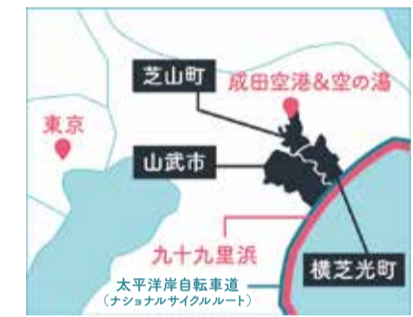 芝山町
成田空港&空の湯
東京
山武市
九十九里浜
横芝光町
太平洋岸自転車道
（ナショナルサイクルルート）